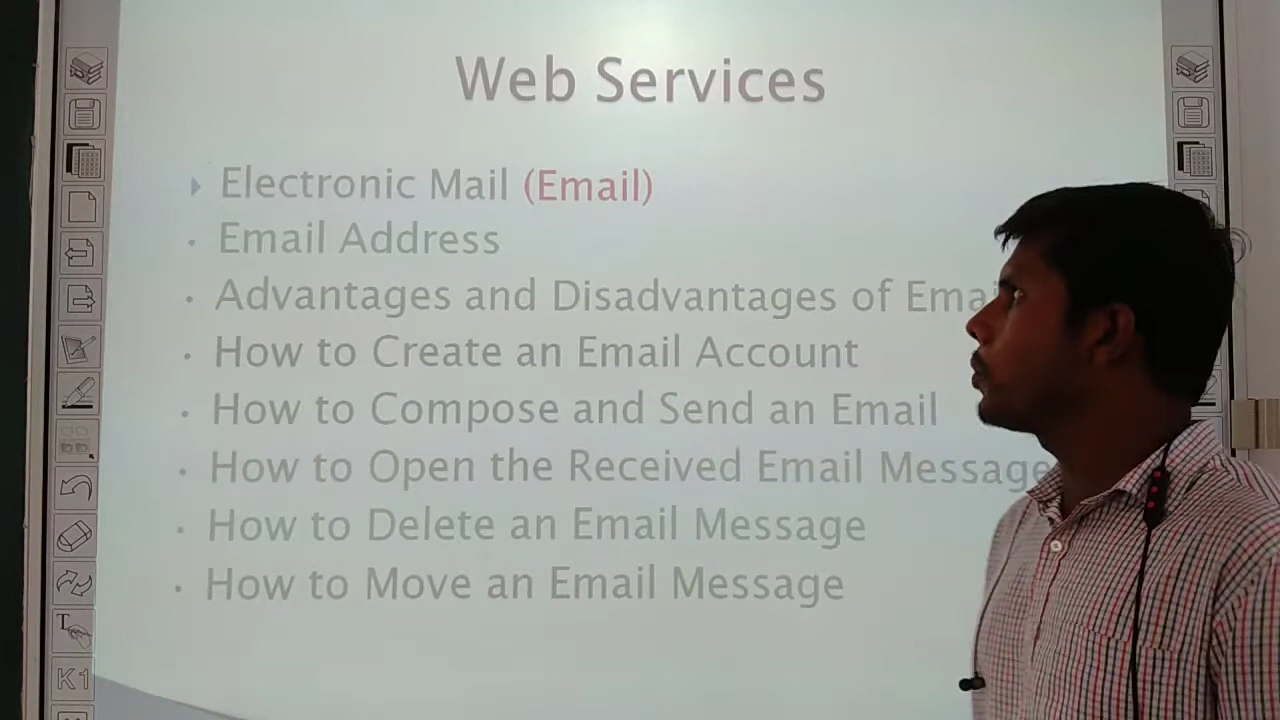 Web Services
Electronic Mail (Email)
Email Address
Advantages and Disadvantages of Emai
How to Create an Email Account
How to Compose and Send an Email
How to Open the Received Email Message
How to Delete an Email Message
How to Move an Email Message
T
K1